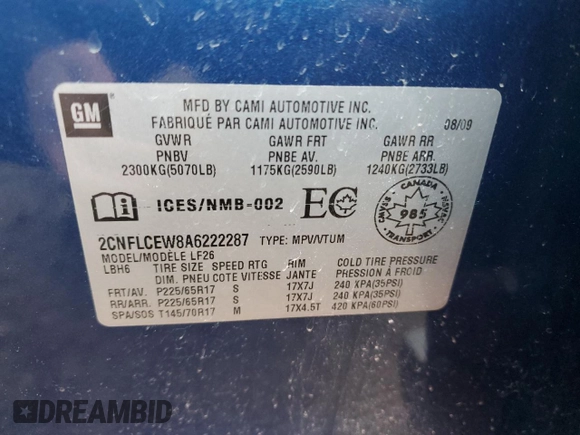 GM
MFD BY CAMI AUTOMOTIVE INC.
FABRIQUÉ PAR CAMI AUTOMOTIVE INC. 08/09
GVWR GAWR FRT GAWR RR
PNBV PNBE AV. PNBE ARR.
2300KG(5070LB) 1175KG(2590LB) 1240KG(2733LB)
i ICES/NMB-002 EC CANADA 985 TRANSPORT CMVSS NSVAC
2CNFLCEW8A6222287 TYPE: MPV/VTUM
MODEL/MODÈLE LF26
LBH6 TIRE SIZE SPEED RTG RIM COLD TIRE PRESSURE
DIM. PNEU COTE VITESSE JANTE PRESSION À FROID
FRT/AV. P225/65R17 S 17X7J 240 KPA(35PSI)
RR/ARR. P225/65R17 S 17X7J 240 KPA(35PSI)
SPA/SOS T145/70R17 M 17X4.5T 420 KPA(60PSI)
DREAMBID